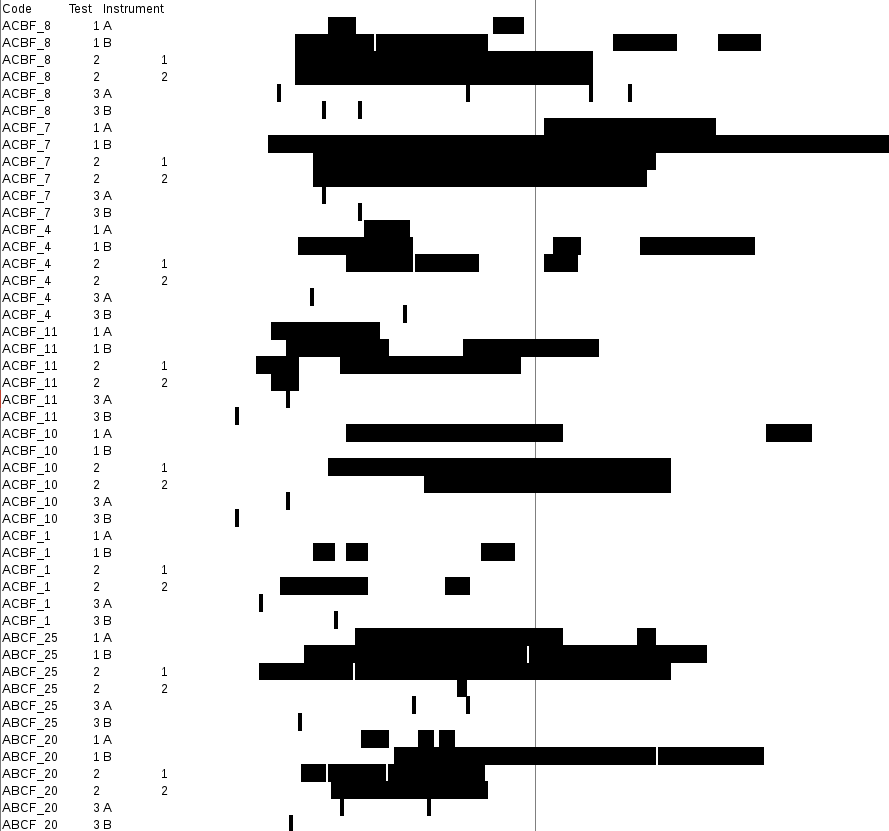 Code Test Instrument
ACBF_8 1 A
ACBF_8 1 B
ACBF_8 2 1
ACBF_8 2 2
ACBF_8 3 A
ACBF_8 3 B
ACBF_7 1 A
ACBF_7 1 B
ACBF_7 2 1
ACBF_7 2 2
ACBF_7 3 A
ACBF_7 3 B
ACBF_4 1 A
ACBF_4 1 B
ACBF_4 2 1
ACBF_4 2 2
ACBF_4 3 A
ACBF_4 3 B
ACBF_11 1 A
ACBF_11 1 B
ACBF_11 2 1
ACBF_11 2 2
ACBF_11 3 A
ACBF_11 3 B
ACBF_10 1 A
ACBF_10 1 B
ACBF_10 2 1
ACBF_10 2 2
ACBF_10 3 A
ACBF_10 3 B
ACBF_1 1 A
ACBF_1 1 B
ACBF_1 2 1
ACBF_1 2 2
ACBF_1 3 A
ACBF_1 3 B
ABCF_25 1 A
ABCF_25 1 B
ABCF_25 2 1
ABCF_25 2 2
ABCF_25 3 A
ABCF_25 3 B
ABCF_20 1 A
ABCF_20 1 B
ABCF_20 2 1
ABCF_20 2 2
ABCF_20 3 A
ABCF_20 3 B